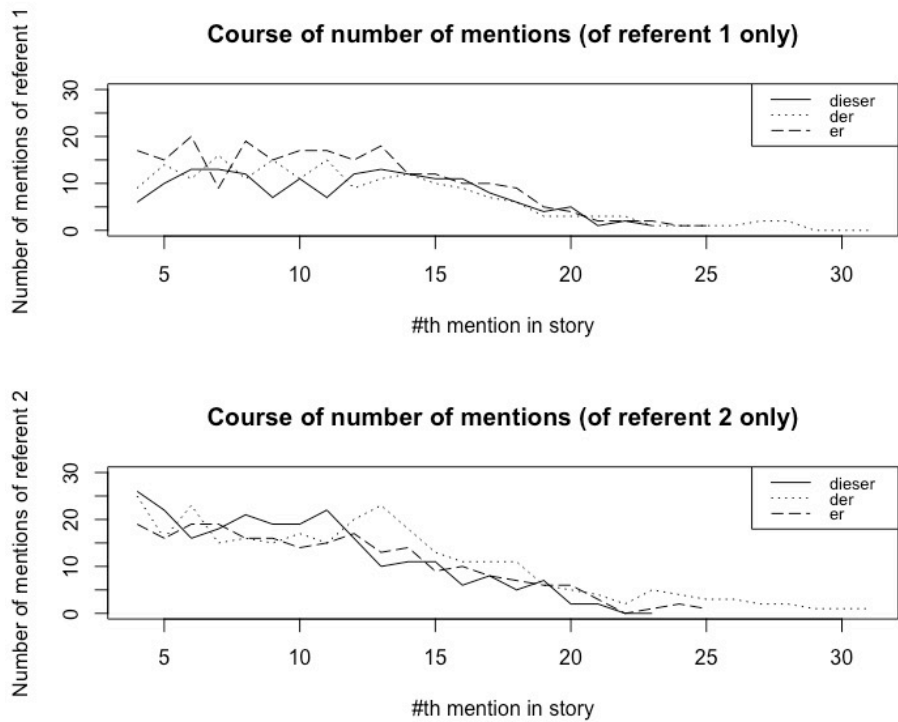 Course of number of mentions (of referent 1 only)
Number of mentions of referent 1
30
20
10
0
dieser
der
er
5 10 15 20 25 30
#th mention in story
Course of number of mentions (of referent 2 only)
Number of mentions of referent 2
30
20
10
0
dieser
der
er
5 10 15 20 25 30
#th mention in story